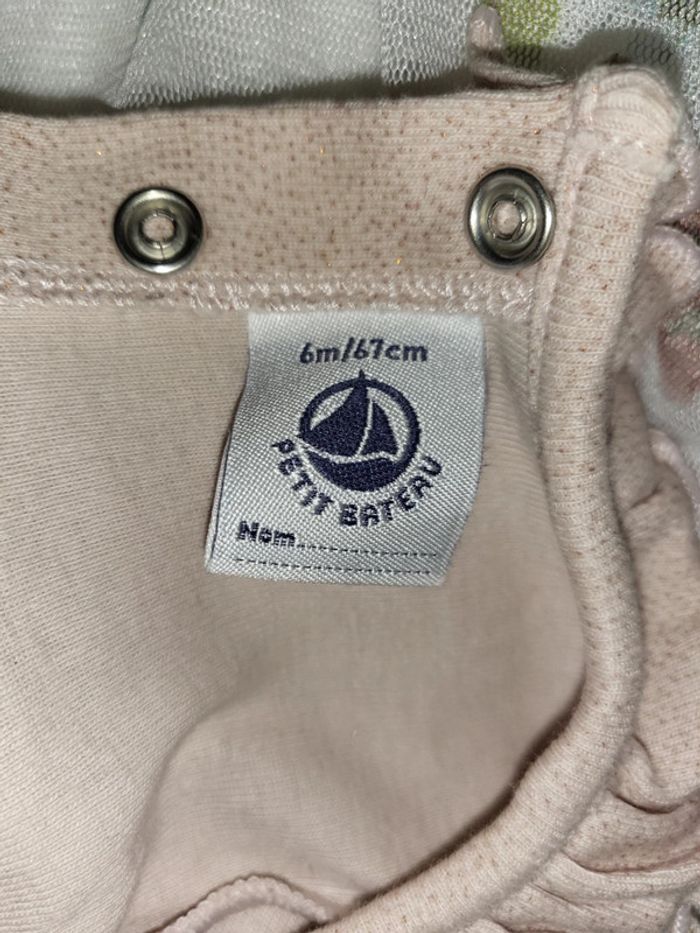 6m/67cm
PETIT BATEAU
Nom..............